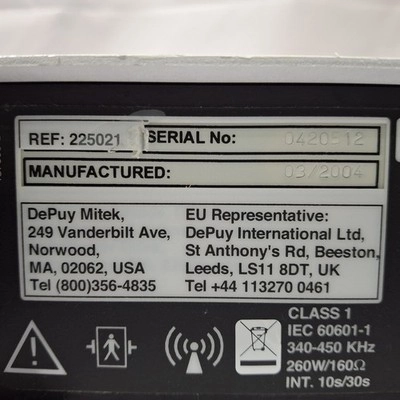 REF: 225021 SERIAL No:
MANUFACTURED: 03/2004
DePuy Mitek,
249 Vanderbilt Ave,
Norwood,
MA, 02062, USA
Tel (800)356-4835
EU Representative:
DePuy International Ltd,
St Anthony's Rd, Beeston,
Leeds, LS11 8DT, UK
Tel +44 113270 0461
CLASS 1
IEC 60601-1
340-450 KHz
260W/160Ω
INT. 10s/30s